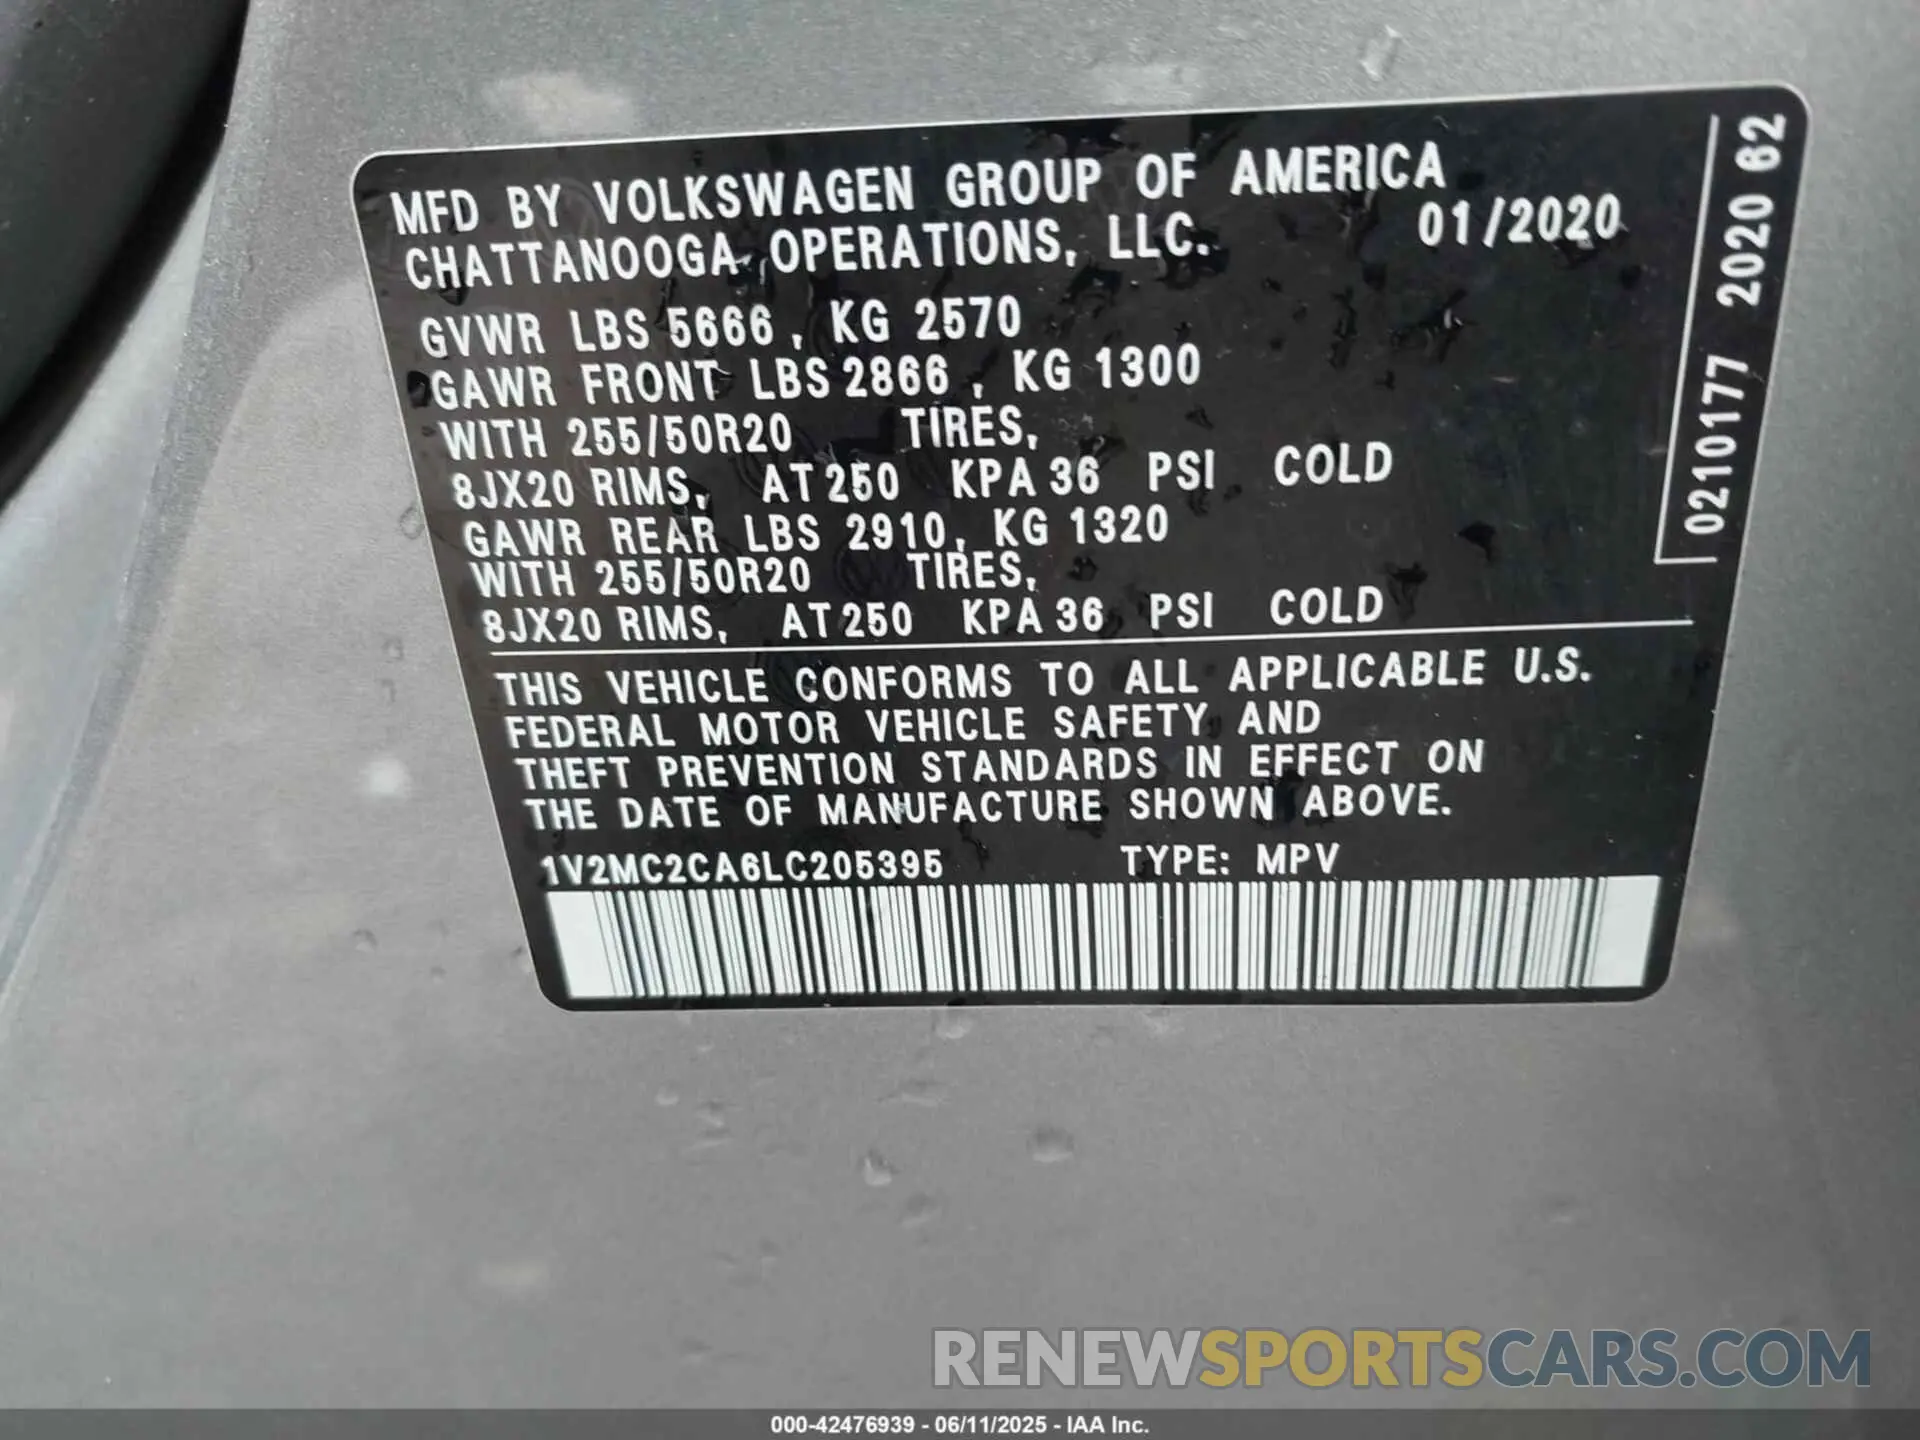 MFD BY VOLKSWAGEN GROUP OF AMERICA
CHATTANOOGA OPERATIONS, LLC. 01/2020
GVWR LBS 5666, KG 2570
GAWR FRONT LBS 2866, KG 1300
WITH 255/50R20 TIRES,
8JX20 RIMS, AT 250 KPA 36 PSI COLD
GAWR REAR LBS 2910, KG 1320
WITH 255/50R20 TIRES,
8JX20 RIMS, AT 250 KPA 36 PSI COLD
THIS VEHICLE CONFORMS TO ALL APPLICABLE U.S.
FEDERAL MOTOR VEHICLE SAFETY AND
THEFT PREVENTION STANDARDS IN EFFECT ON
THE DATE OF MANUFACTURE SHOWN ABOVE.
1V2MC2CA6LC205395 TYPE: MPV
0210177 2020 62
RENEWSPORTSCARS.COM
000-42476939 - 06/11/2025 - IAA Inc.